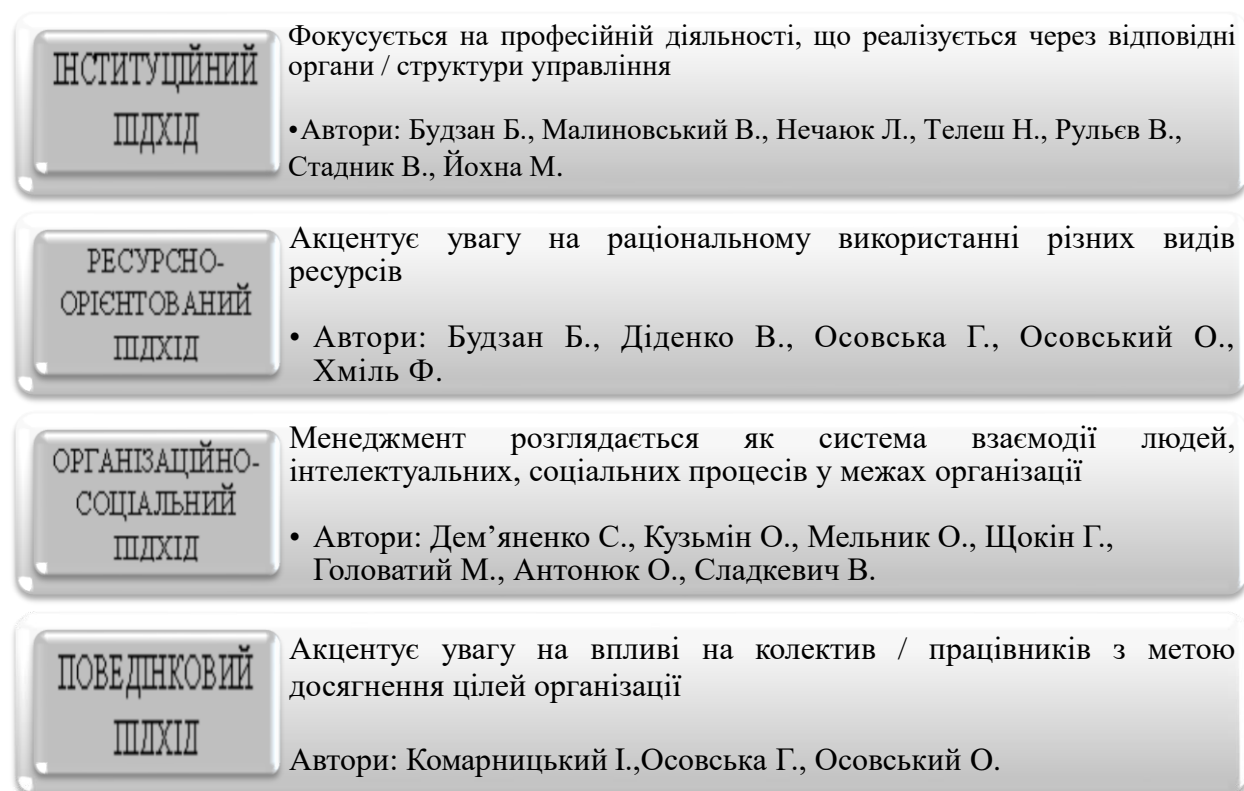 ІНСТИТУЦІЙНИЙ
ПІДХІД
Фокусується на професійній діяльності, що реалізується через відповідні
органи / структури управління
•Автори: Будзан Б., Малиновський В., Нечаюк Л., Телеш Н., Рульєв В.,
Стадник В., Йохна М.
РЕСУРСНО-
ОРІЄНТОВАНИЙ
ПІДХІД
Акцентує увагу на раціональному використанні різних видів
ресурсів
• Автори: Будзан Б., Діденко В., Осовська Г., Осовський О.,
Хміль Ф.
ОРГАНІЗАЦІЙНО-
СОЦІАЛЬНИЙ
ПІДХІД
Менеджмент розглядається як система взаємодії людей,
інтелектуальних, соціальних процесів у межах організації
• Автори: Дем’яненко С., Кузьмін О., Мельник О., Щокін Г.,
Головатий М., Антонюк О., Сладкевич В.
ПОВЕДІНКОВИЙ
ПІДХІД
Акцентує увагу на впливі на колектив / працівників з метою
досягнення цілей організації
Автори: Комарницький І.,Осовська Г., Осовський О.